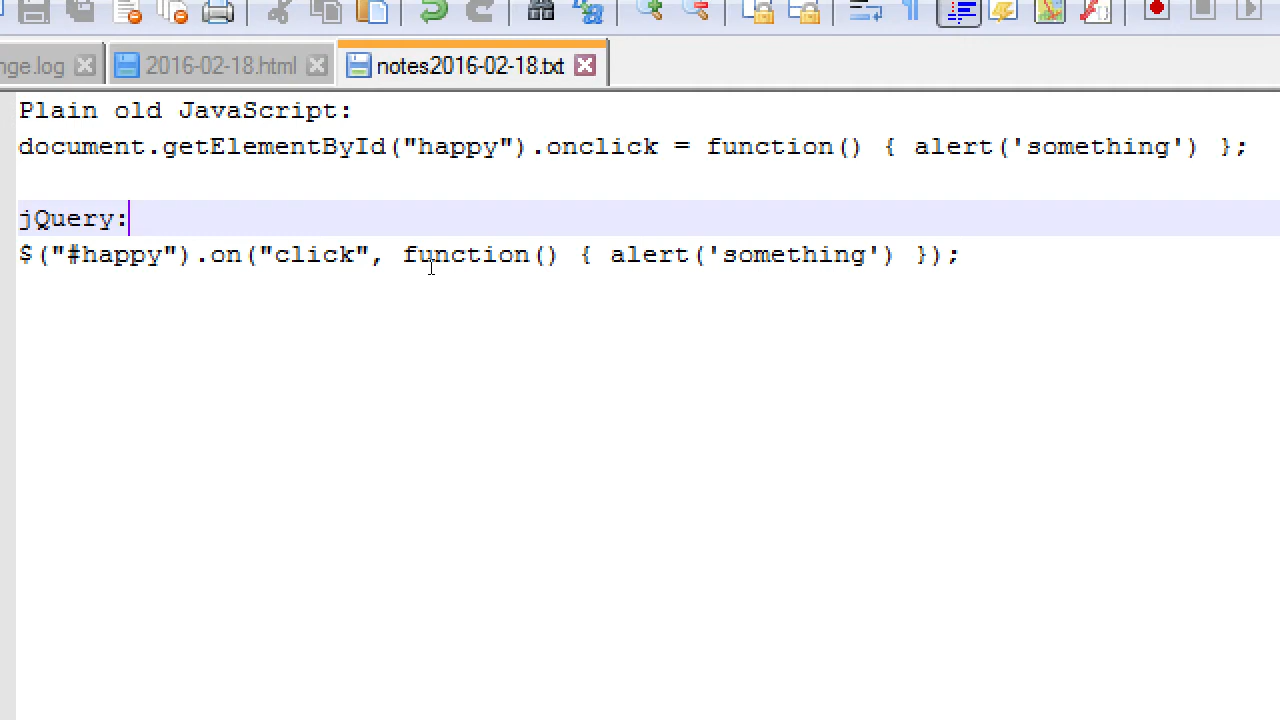 nge.log 2016-02-18.html notes2016-02-18.txt
Plain old JavaScript:
document.getElementById("happy").onclick = function() { alert('something') };
jQuery:
$("#happy").on("click", function() { alert('something') });